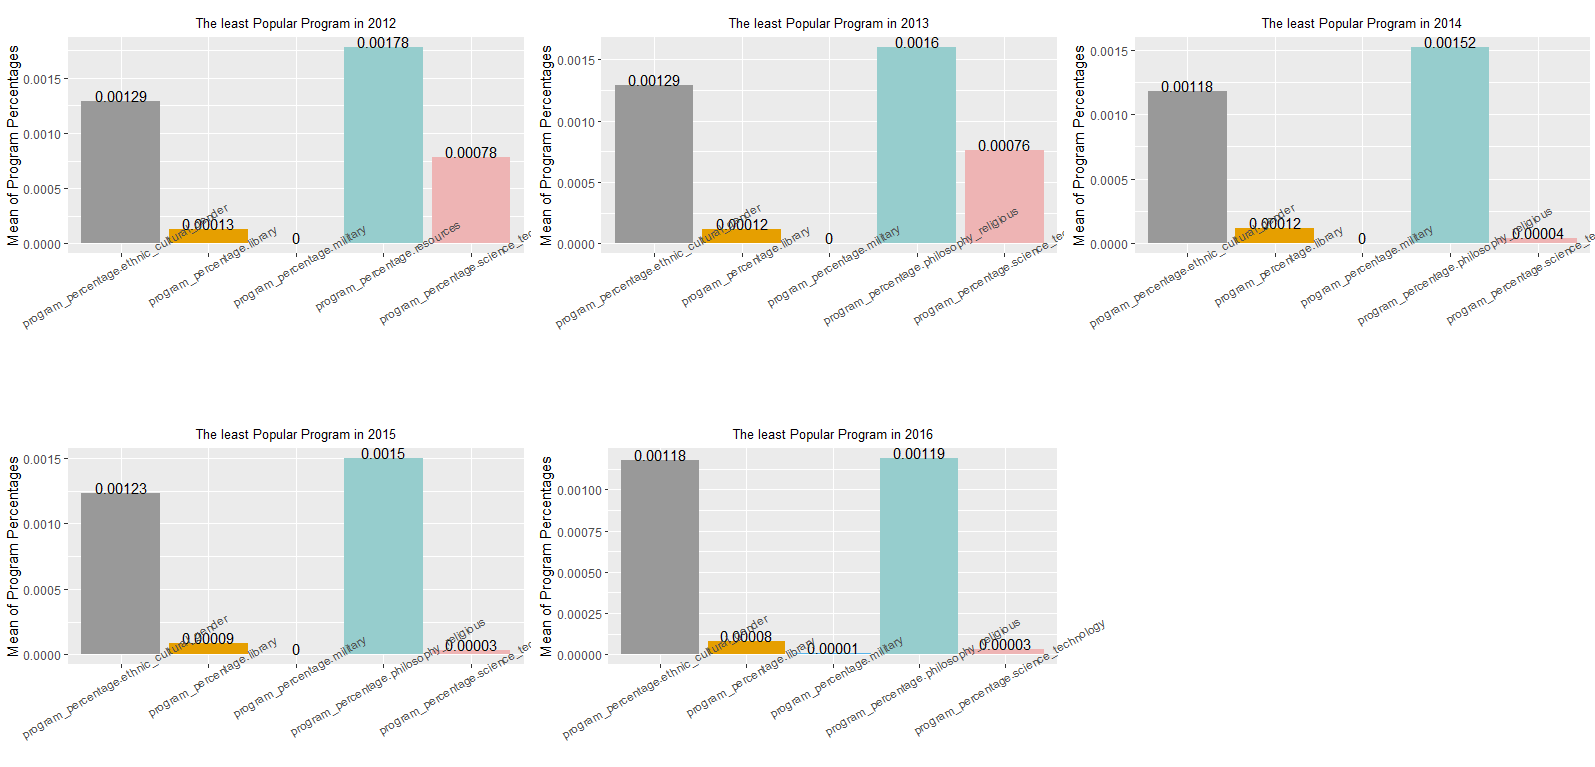 The least Popular Program in 2012
Mean of Program Percentages
0.0015
0.0010
0.0005
0.0000
0.00129
0.00013
0
0.00178
0.00078
program_percentage.ethnic_cultural_gender
program_percentage.library
program_percentage.military
program_percentage.resources
program_percentage.science_tec
The least Popular Program in 2013
Mean of Program Percentages
0.0015
0.0010
0.0005
0.0000
0.00129
0.00012
0
0.0016
0.00076
program_percentage.ethnic_cultural_gender
program_percentage.library
program_percentage.military
program_percentage.philosophy_religious
program_percentage.science_tec
The least Popular Program in 2014
Mean of Program Percentages
0.0015
0.0010
0.0005
0.0000
0.00118
0.00012
0
0.00152
0.00004
program_percentage.ethnic_cultural_gender
program_percentage.library
program_percentage.military
program_percentage.philosophy_religious
program_percentage.science_te
The least Popular Program in 2015
Mean of Program Percentages
0.0015
0.0010
0.0005
0.0000
0.00123
0.00009
0
0.0015
0.00003
program_percentage.ethnic_cultural_gender
program_percentage.library
program_percentage.military
program_percentage.philosophy_religious
program_percentage.science_tec
The least Popular Program in 2016
Mean of Program Percentages
0.00100
0.00075
0.00050
0.00025
0.00000
0.00118
0.00008
0.00001
0.00119
0.00003
program_percentage.ethnic_cultural_gender
program_percentage.library
program_percentage.military
program_percentage.philosophy_religious
program_percentage.science_technology